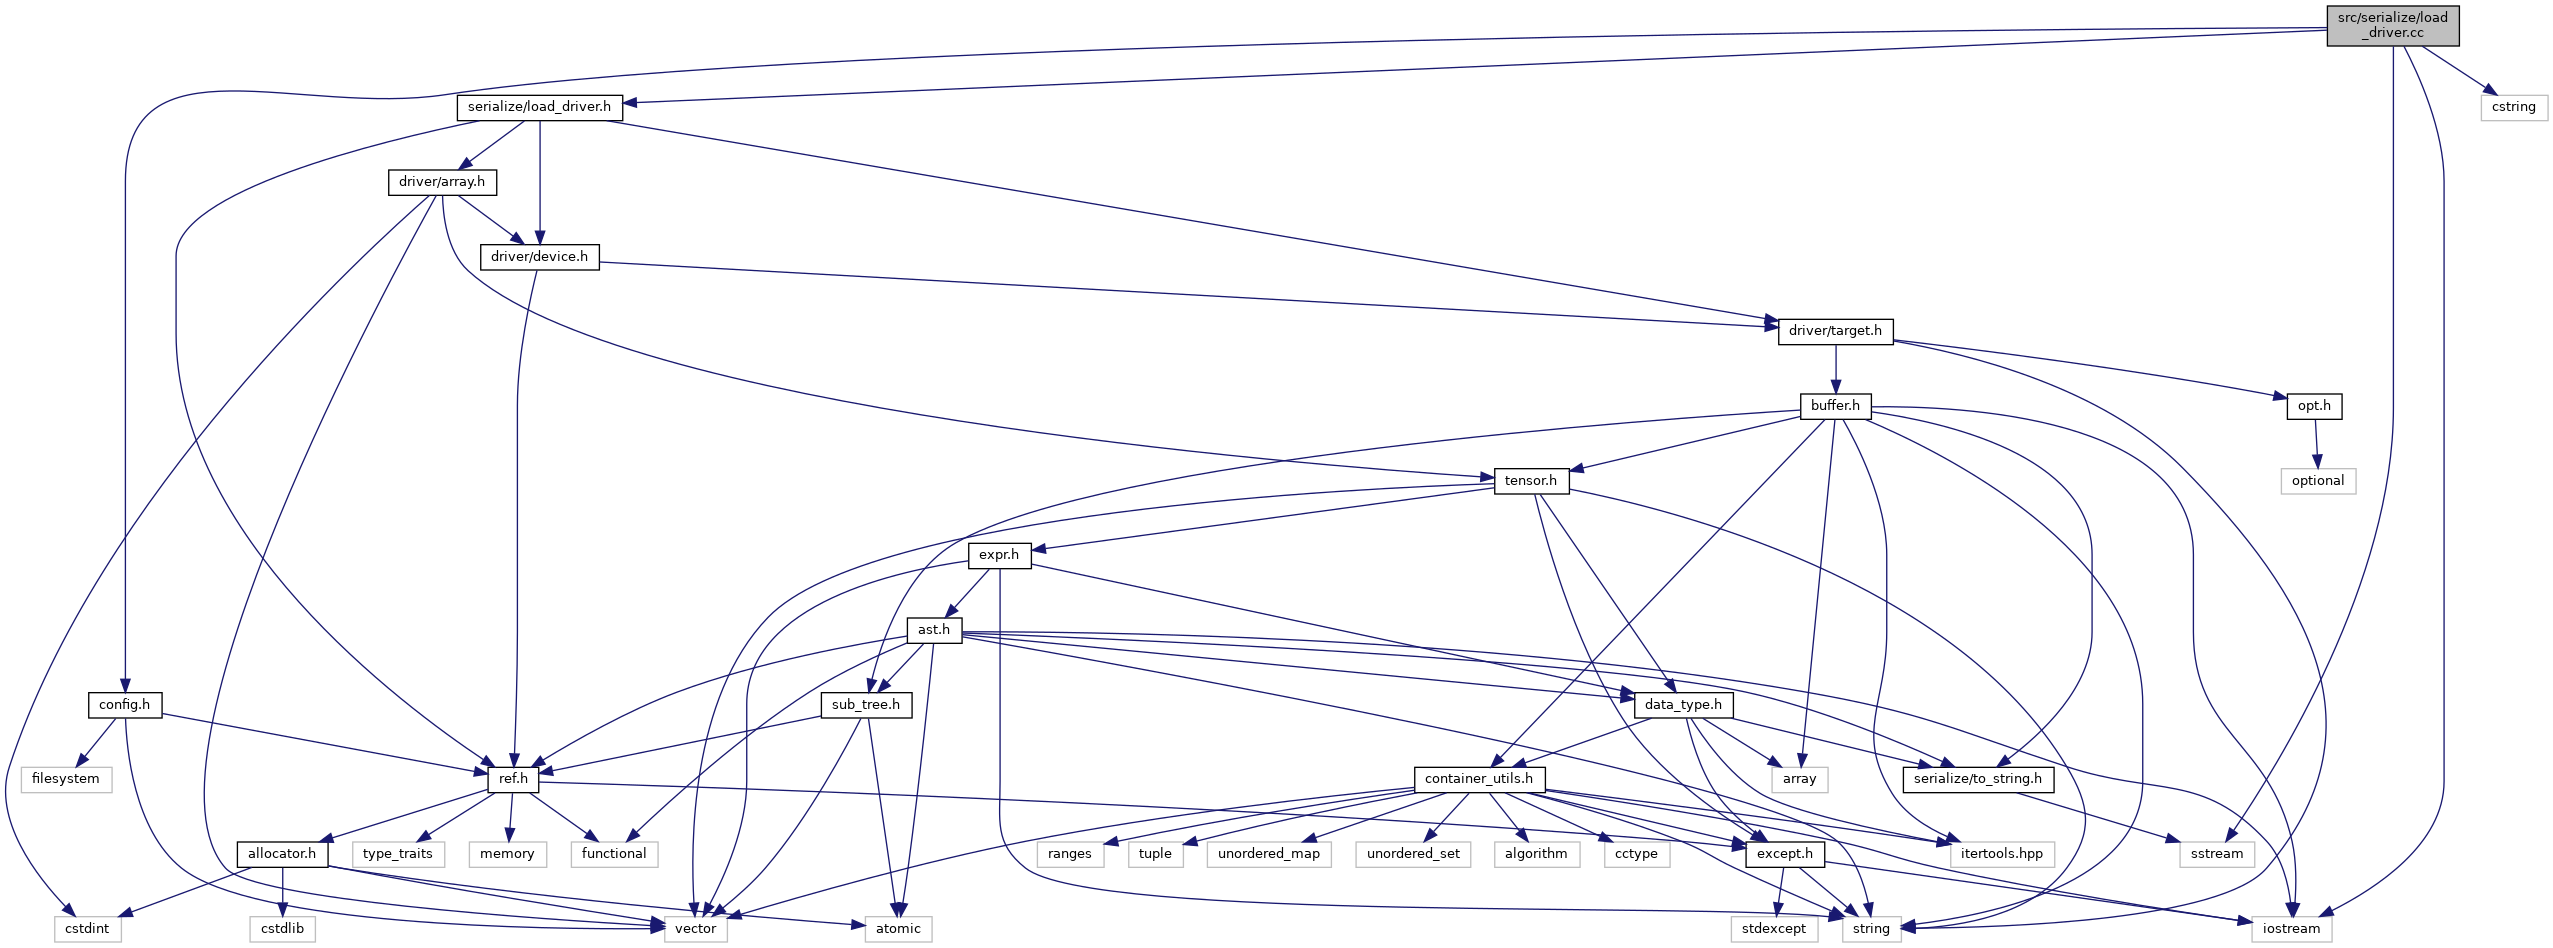 src/serialize/load
_driver.cc
serialize/load_driver.h
cstring
driver/array.h
driver/device.h
driver/target.h
buffer.h
opt.h
tensor.h
optional
expr.h
ast.h
config.h
sub_tree.h
data_type.h
filesystem
ref.h
container_utils.h
array
serialize/to_string.h
allocator.h
type_traits
memory
functional
ranges
tuple
unordered_map
unordered_set
algorithm
cctype
except.h
itertools.hpp
sstream
cstdint
cstdlib
vector
atomic
stdexcept
string
iostream